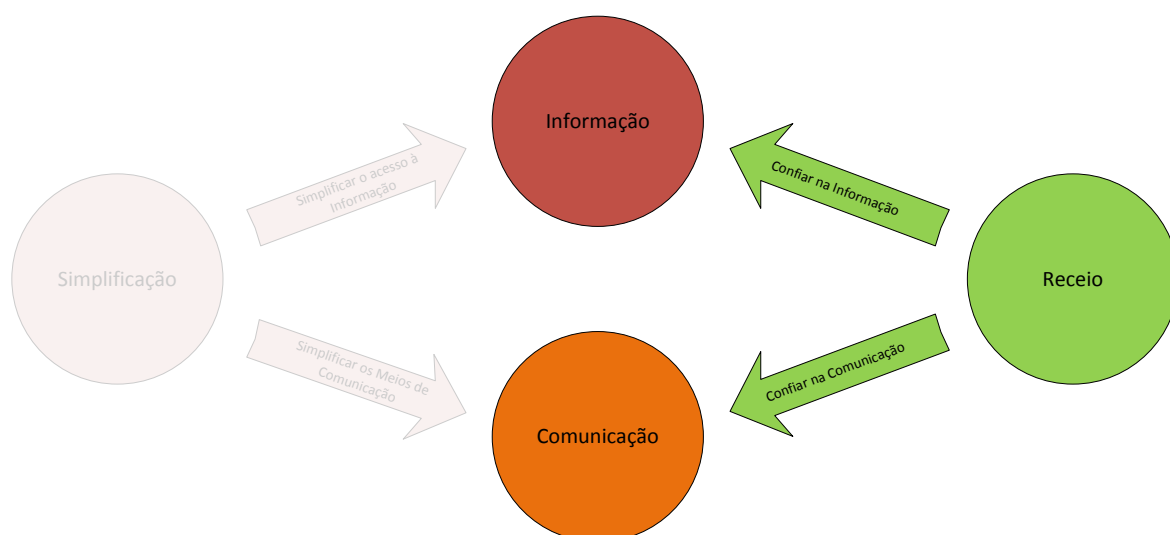 Informação
Simplificar o acesso à
Informação
Confiar na Informação
Simplificação
Receio
Simplificar os Meios de
Comunicação
Confiar na Comunicação
Comunicação